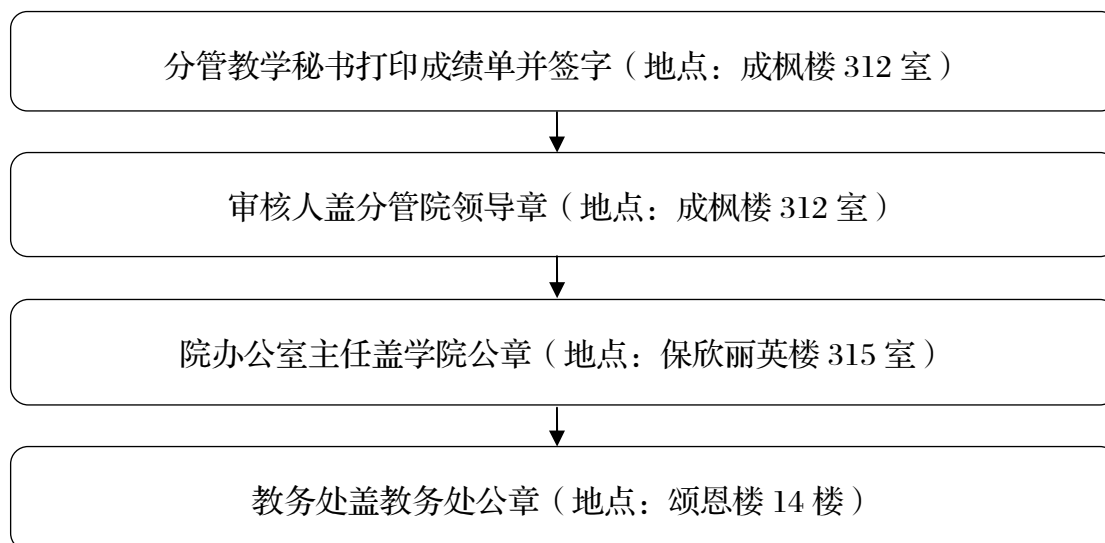 分管教学秘书打印成绩单并签字（地点：成枫楼 312 室）
审核人盖分管院领导章（地点：成枫楼 312 室）
院办公室主任盖学院公章（地点：保欣丽英楼 315 室）
教务处盖教务处公章（地点：颂恩楼 14 楼）